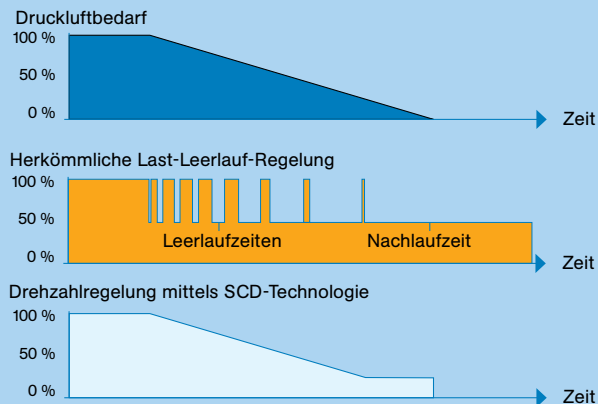 Druckluftbedarf
100 %
50 %
0 %
Zeit
Herkömmliche Last-Leerlauf-Regelung
100 %
50 %
Leerlaufzeiten
Nachlaufzeit
0 %
Zeit
Drehzahlregelung mittels SCD-Technologie
100 %
50 %
0 %
Zeit